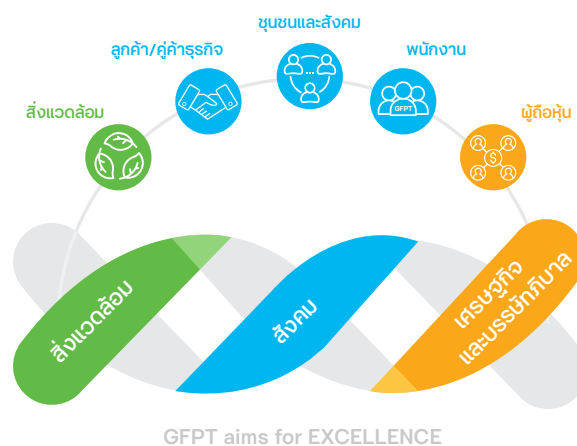 ชุมชนและสังคม
ลูกค้า/คู่ค้าธุรกิจ
พนักงาน
GFPT
สิ่งแวดล้อม
ผู้ถือหุ้น
$
สิ่งแวดล้อม
สังคม
เศรษฐกิจ
และบรรษัทภิบาล
GFPT aims for EXCELLENCE